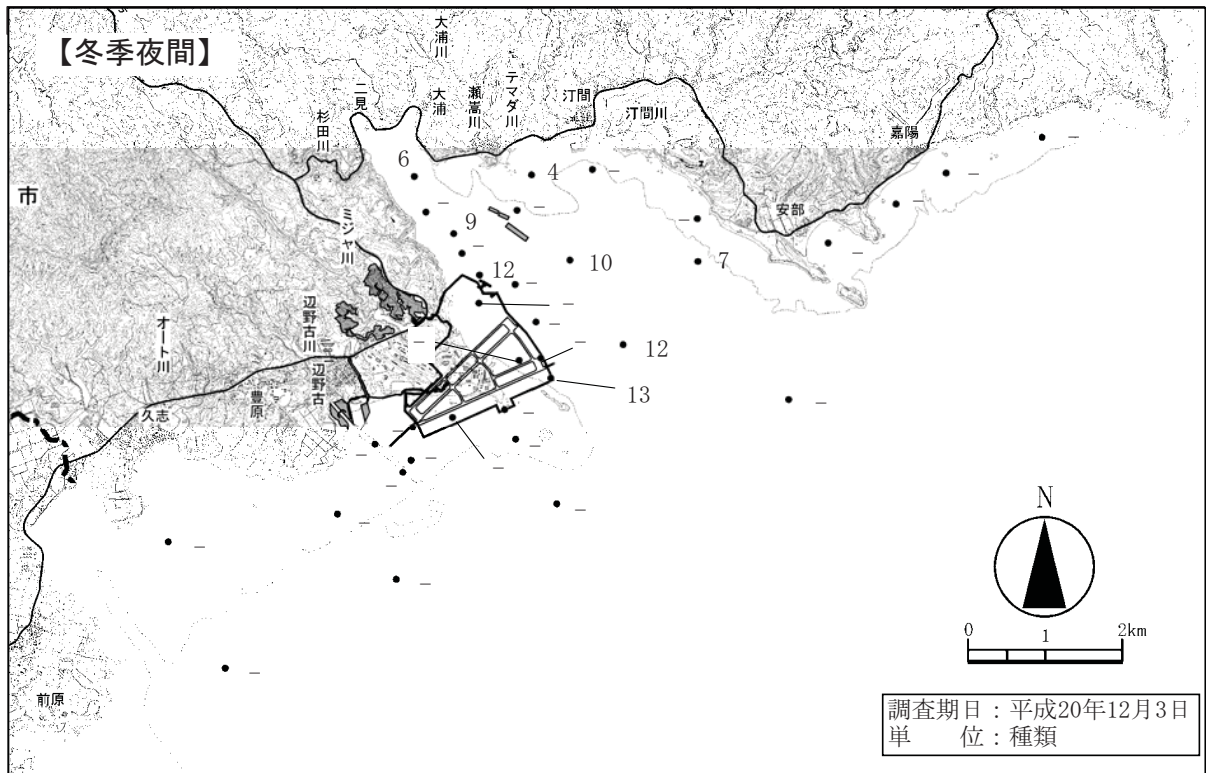 【冬季夜間】
大浦川
二見
大浦
瀬嵩川
テマダ川
汀間
汀間川
杉田川
嘉陽
市
ミジャ川
安部
6
4
－
－
－
－
－
－
9
－
－
－
12
10
7
－
－
－
－
12
－
13
－
－
－
－
－
－
－
－
－
－
－
－
辺野古川
オート川
辺野古
豊原
久志
前原
N
0 1 2km
調査期日：平成20年12月3日
単　　位：種類